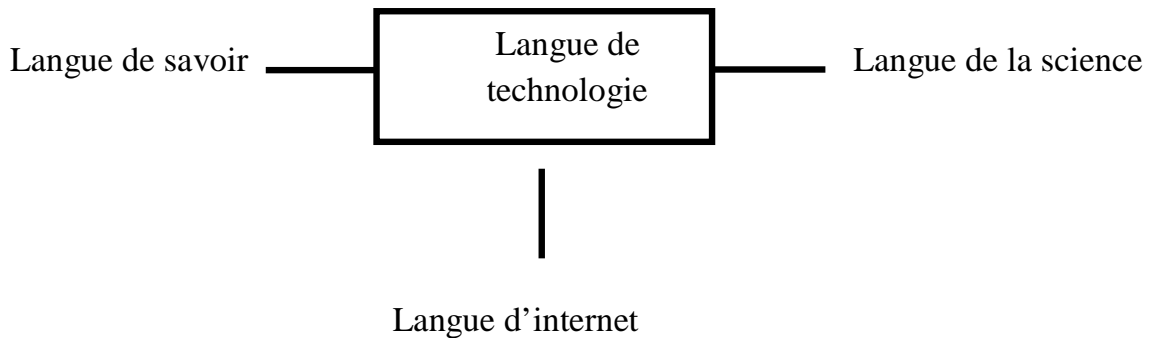 Langue de savoir
Langue de
technologie
Langue de la science
Langue d’internet